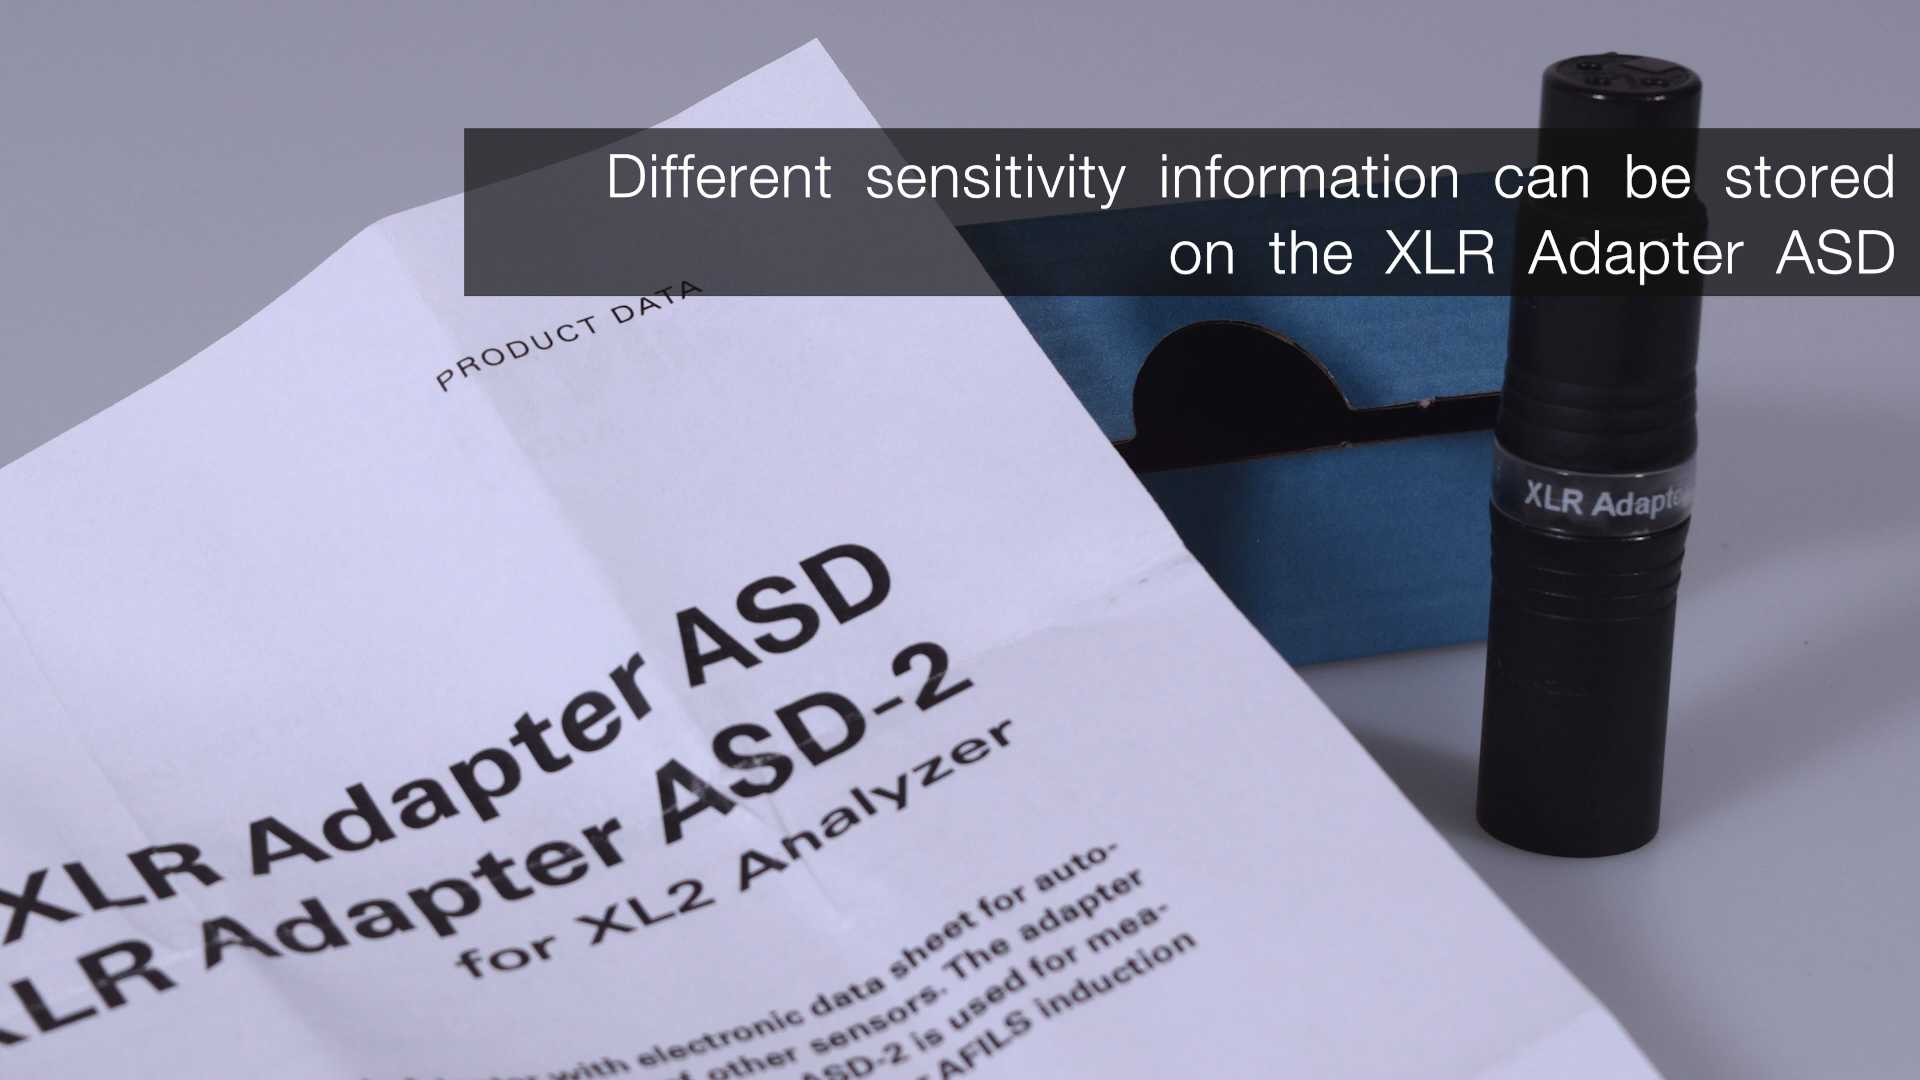 Different sensitivity information can be stored
on the XLR Adapter ASD
PRODUCT DATA
XLR Adapter ASD
XLR Adapter ASD-2
for XL2 Analyzer
with electronic data sheet for auto-
other sensors. The adapter
ASD-2 is used for mea-
AFILS induction
XLR Adapter